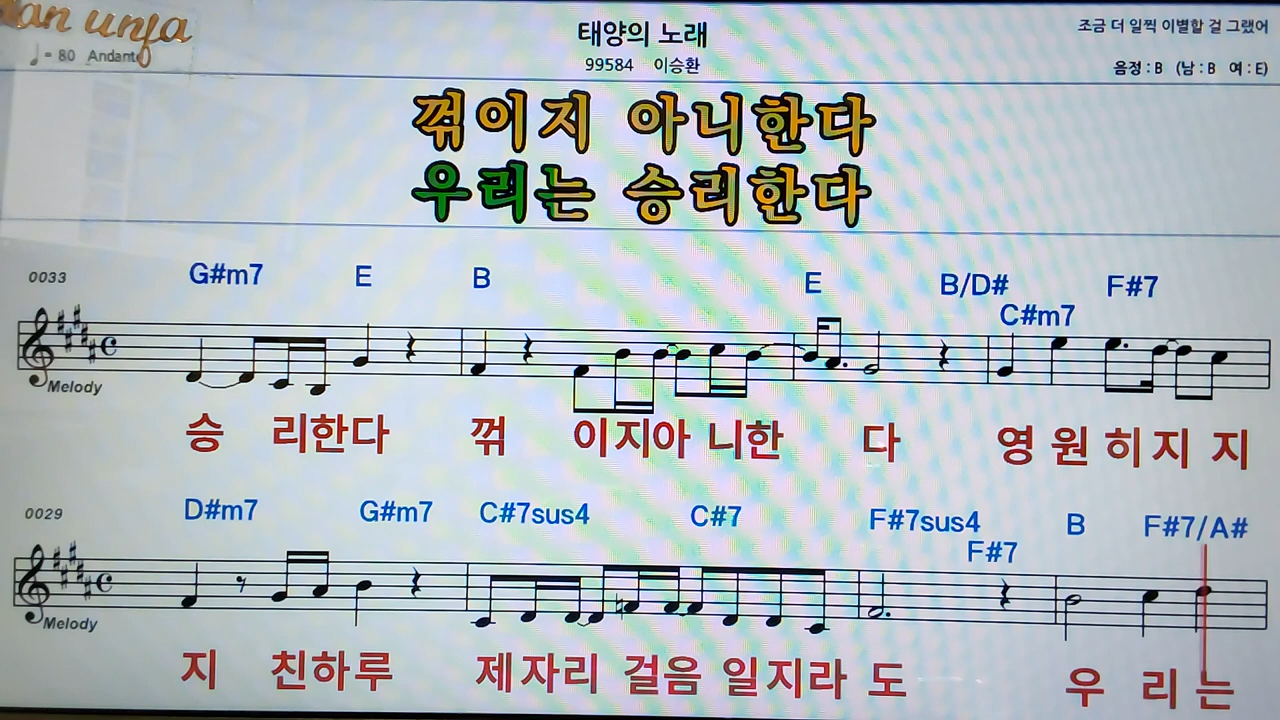 an unja
태양의 노래
조금 더 일찍 이별할 걸 그랬어
♩= 80 Andante
99584 이승환
음정 : B (남 : B 여 : E)
꺾이지 아니한다
우리는 승리한다
0033 G#m7 E B E B/D# C#m7 F#7
Melody
승 리한다 꺾 이지아 니한 다 영 원 히 지 지
0029 D#m7 G#m7 C#7sus4 C#7 F#7sus4 F#7 B F#7/A#
Melody
지 친하루 제자리 걸음 일지라 도 우 리 는